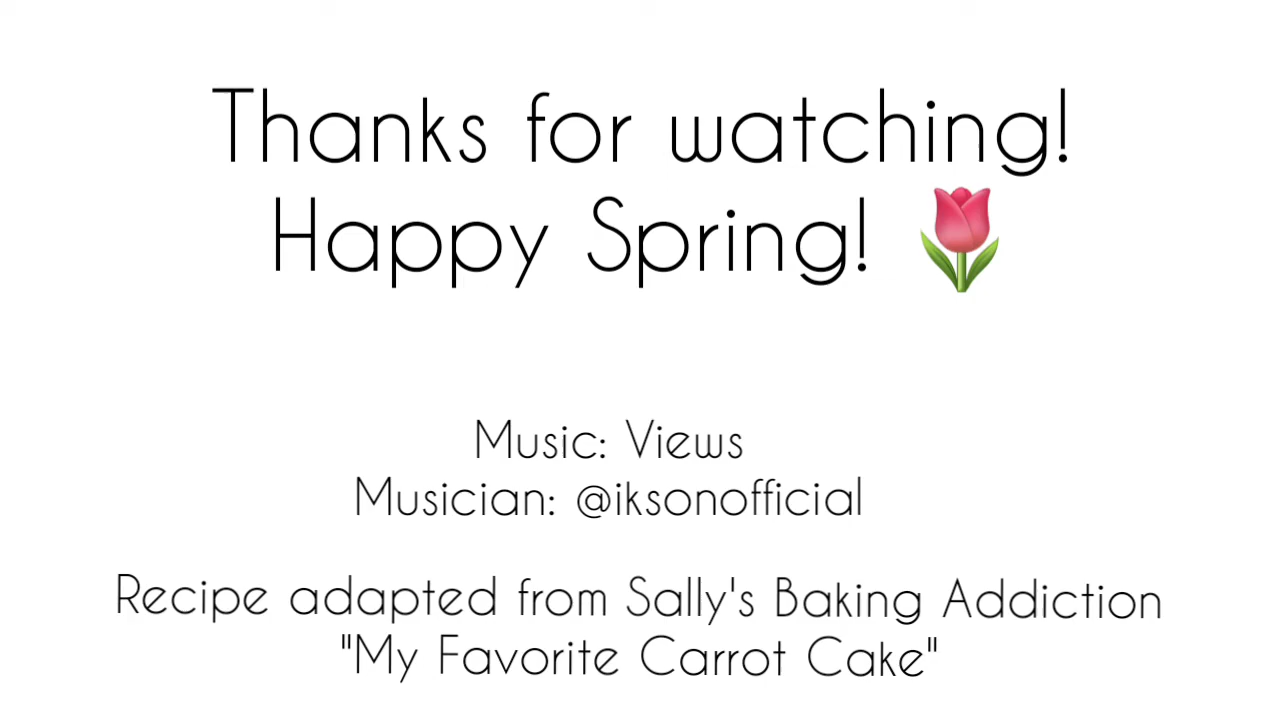 Thanks for watching!
Happy Spring! 🌷
Music: Views
Musician: @iksonofficial
Recipe adapted from Sally's Baking Addiction
"My Favorite Carrot Cake"